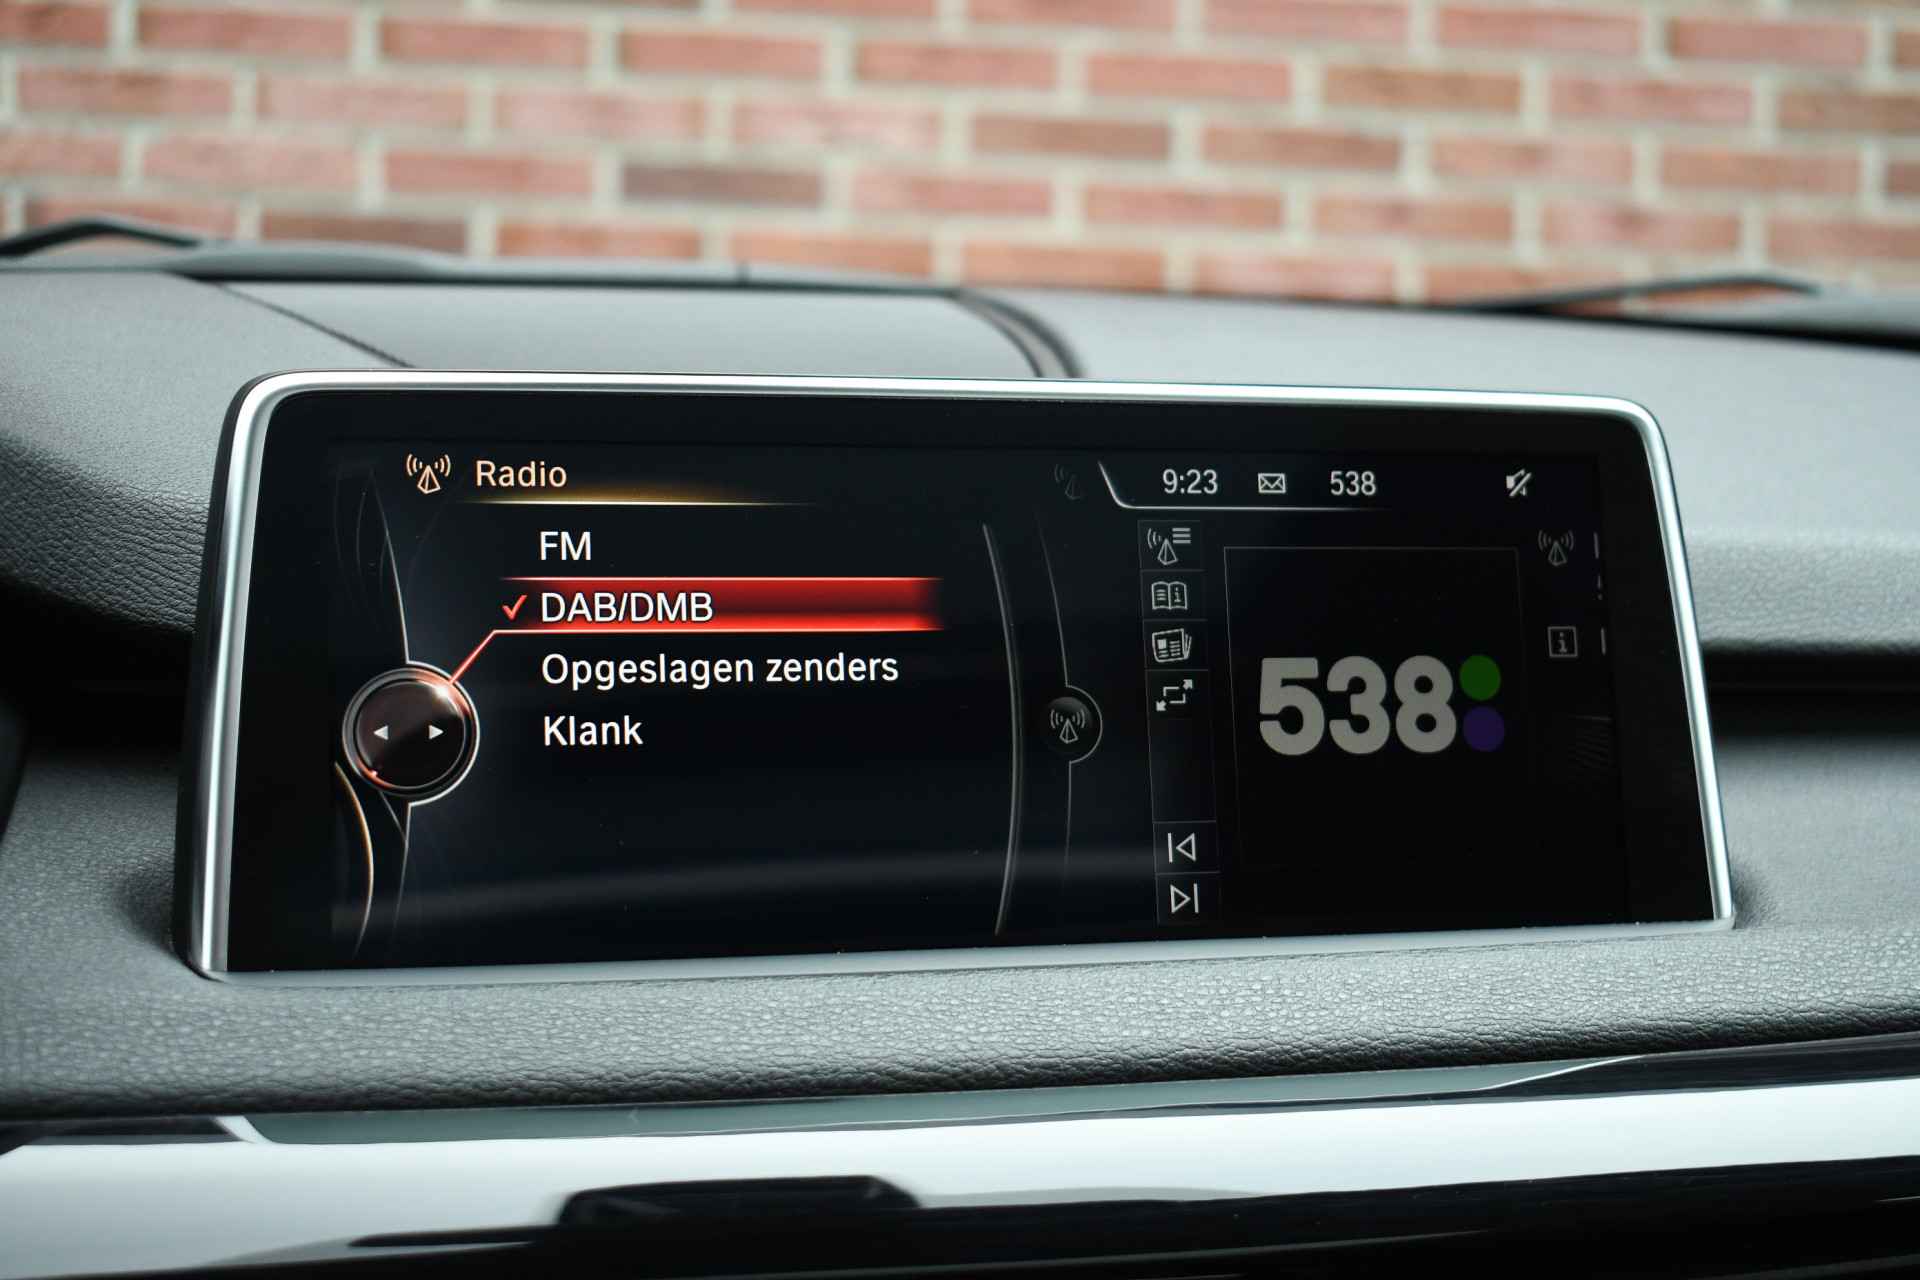 Radio
9:23 538
FM
DAB/DMB
Opgeslagen zenders
Klank
538